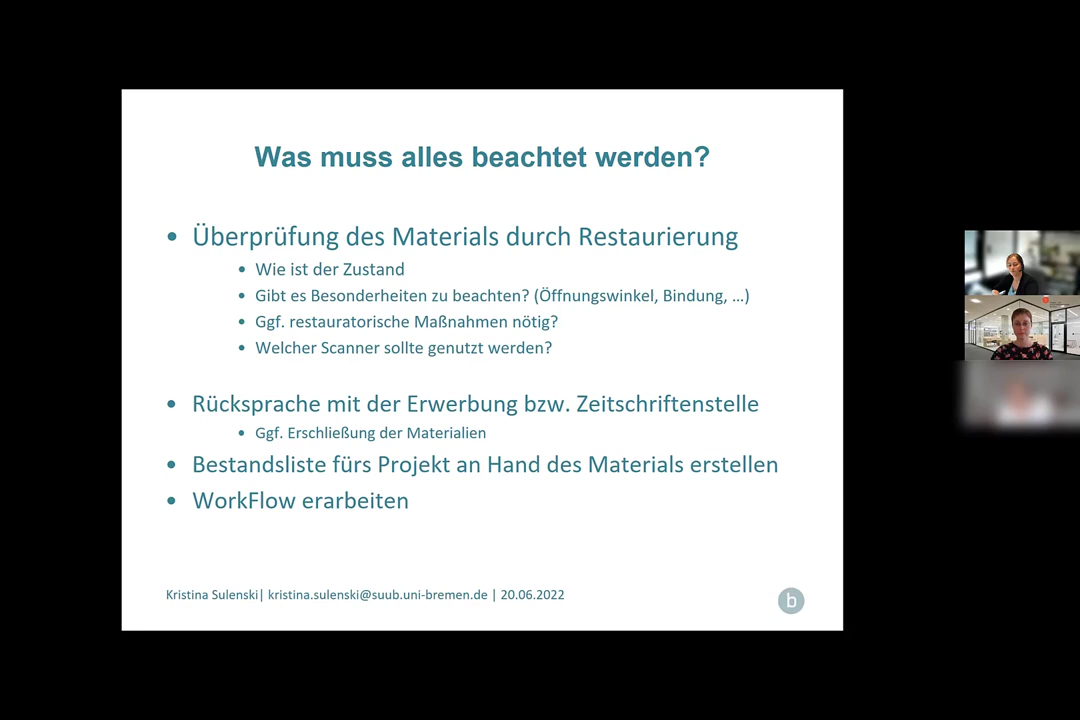 Was muss alles beachtet werden?
• Überprüfung des Materials durch Restaurierung
• Wie ist der Zustand
• Gibt es Besonderheiten zu beachten? (Öffnungswinkel, Bindung, …)
• Ggf. restauratorische Maßnahmen nötig?
• Welcher Scanner sollte genutzt werden?
• Rücksprache mit der Erwerbung bzw. Zeitschriftenstelle
• Ggf. Erschließung der Materialien
• Bestandsliste fürs Projekt an Hand des Materials erstellen
• WorkFlow erarbeiten
Kristina Sulenski| kristina.sulenski@suub.uni-bremen.de | 20.06.2022
b